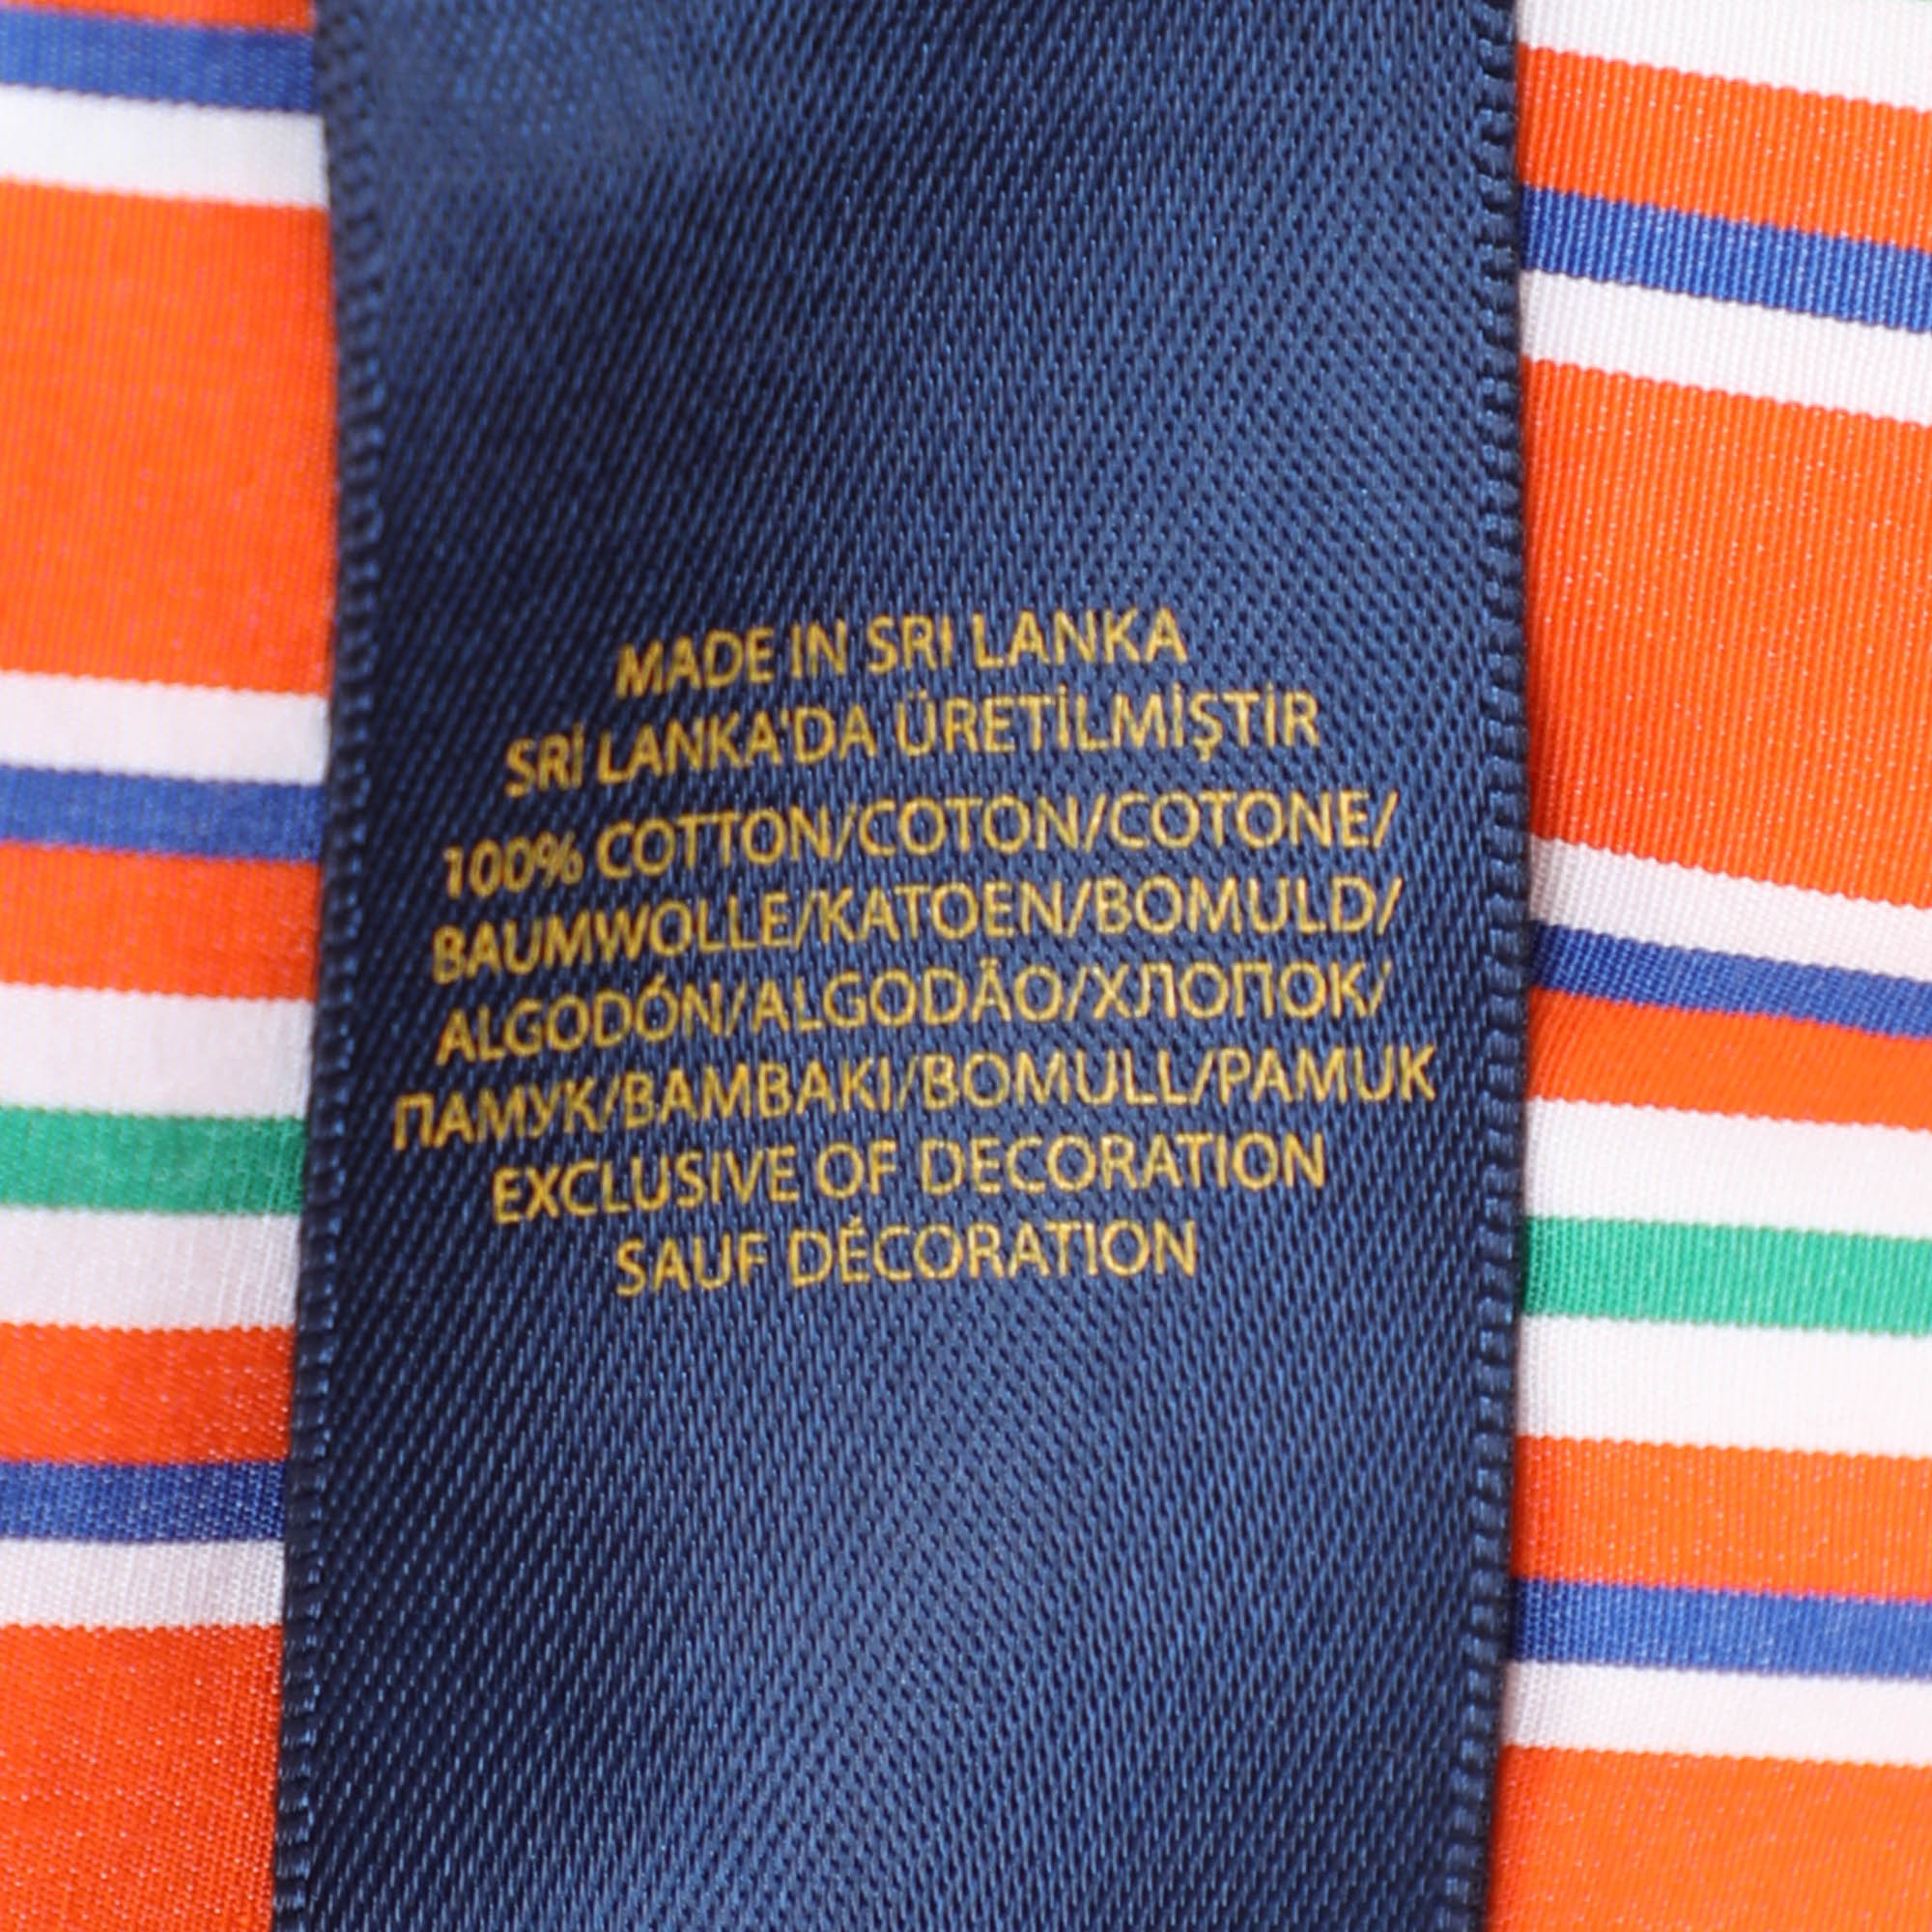 MADE IN SRI LANKA
SRİ LANKA'DA ÜRETİLMİŞTİR
100% COTTON/COTON/COTONE/
BAUMWOLLE/KATOEN/BOMULD/
ALGODÓN/ALGODÃO/ХЛОПОК/
ПАМУК/BAMBAKI/BOMULL/PAMUK
EXCLUSIVE OF DECORATION
SAUF DÉCORATION